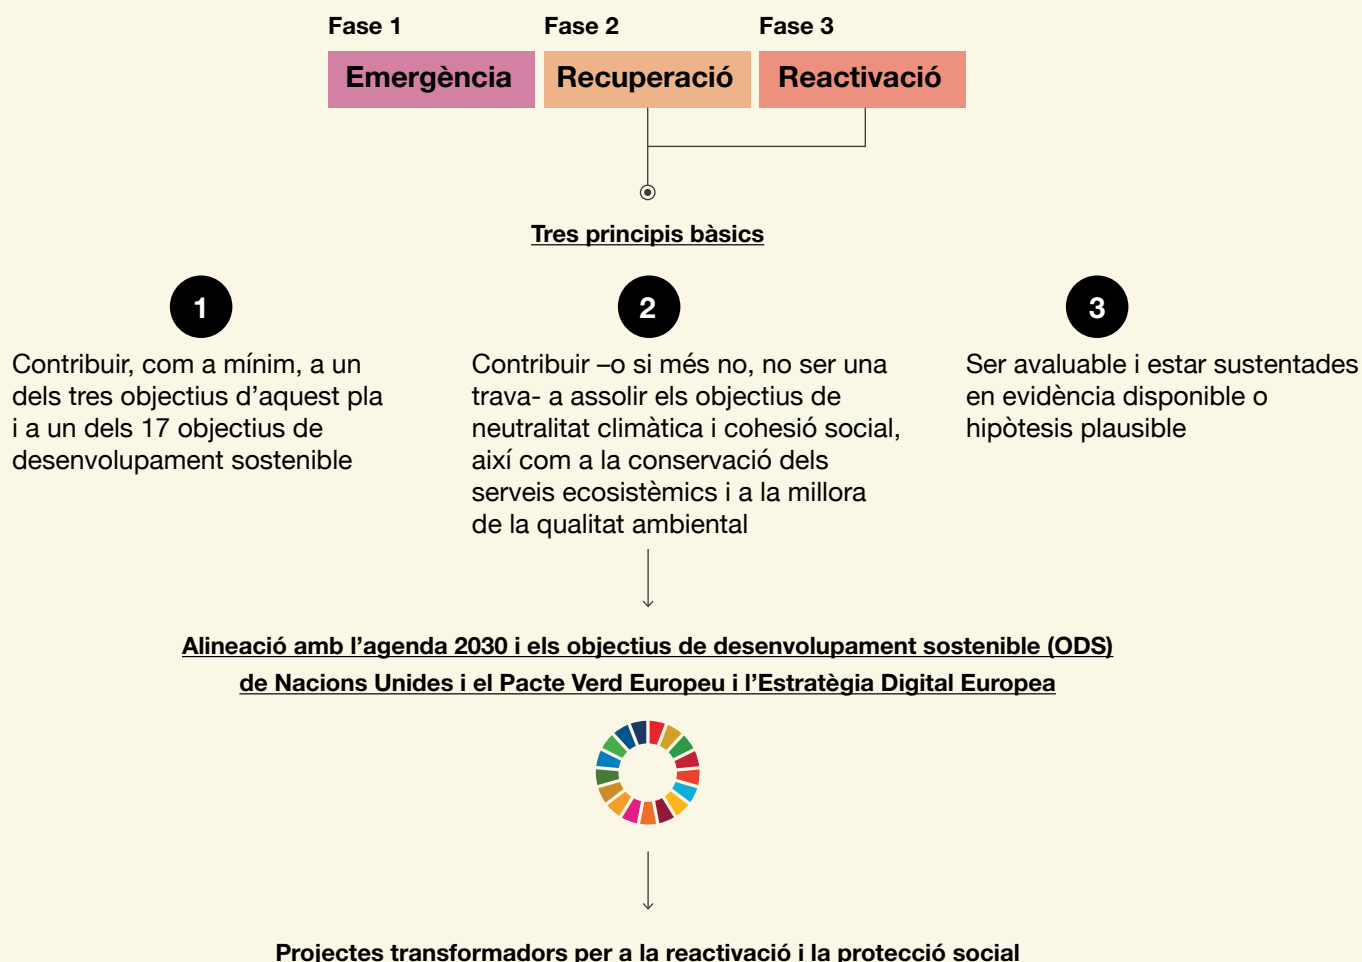 Fase 1
Fase 2
Fase 3
Emergència
Recuperació
Reactivació
Tres principis bàsics
1
Contribuir, com a mínim, a un
dels tres objectius d’aquest pla
i a un dels 17 objectius de
desenvolupament sostenible
2
Contribuir –o si més no, no ser una
trava- a assolir els objectius de
neutralitat climàtica i cohesió social,
així com a la conservació dels
serveis ecosistèmics i a la millora
de la qualitat ambiental
3
Ser avaluable i estar sustentades
en evidència disponible o
hipòtesis plausible
Alineació amb l’agenda 2030 i els objectius de desenvolupament sostenible (ODS)
de Nacions Unides i el Pacte Verd Europeu i l’Estratègia Digital Europea
Projectes transformadors per a la reactivació i la protecció social